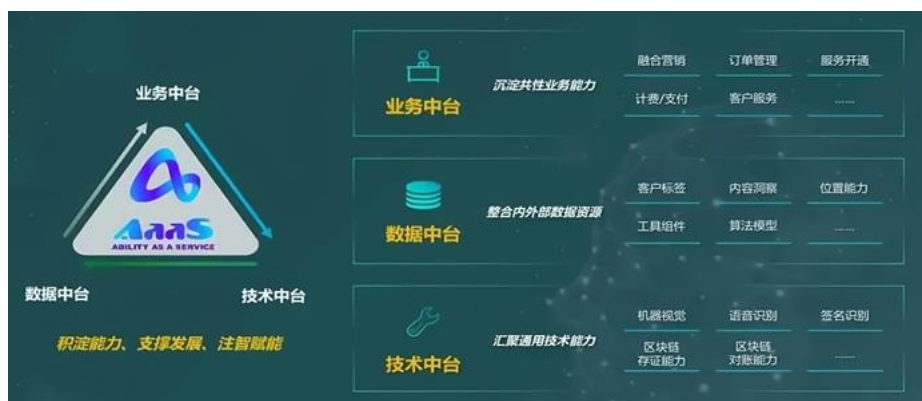 业务中台
AaaS
ABILITY AS A SERVICE
数据中台
技术中台
积淀能力、支撑发展、注智赋能
业务中台
沉淀共性业务能力
融合营销
订单管理
服务开通
计费/支付
客户服务
......
数据中台
整合内外部数据资源
客户标签
内容洞察
位置能力
工具组件
算法模型
......
技术中台
汇聚通用技术能力
机器视觉
语音识别
签名识别
区块链
存证能力
区块链
对账能力
......